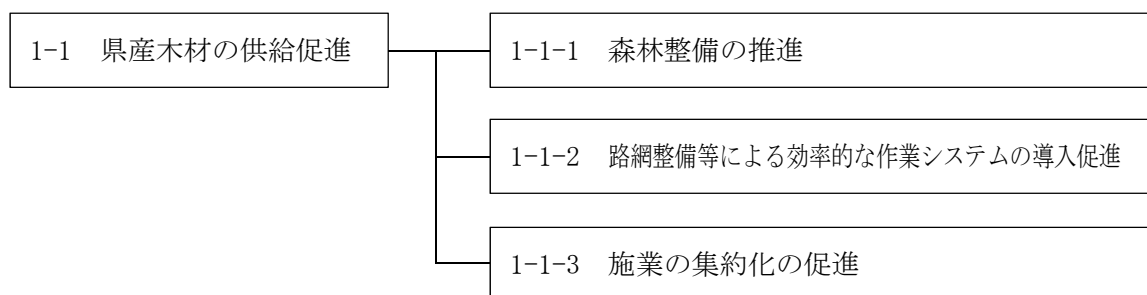 1-1　県産木材の供給促進
1-1-1　森林整備の推進
1-1-2　路網整備等による効率的な作業システムの導入促進
1-1-3　施業の集約化の促進